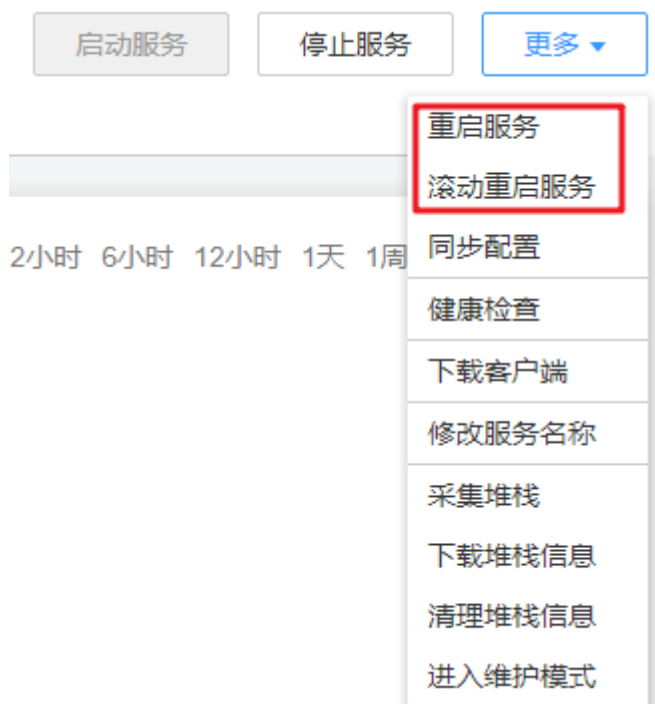 启动服务 停止服务 更多
重启服务
滚动重启服务
2小时 6小时 12小时 1天 1周
同步配置
健康检查
下载客户端
修改服务名称
采集堆栈
下载堆栈信息
清理堆栈信息
进入维护模式